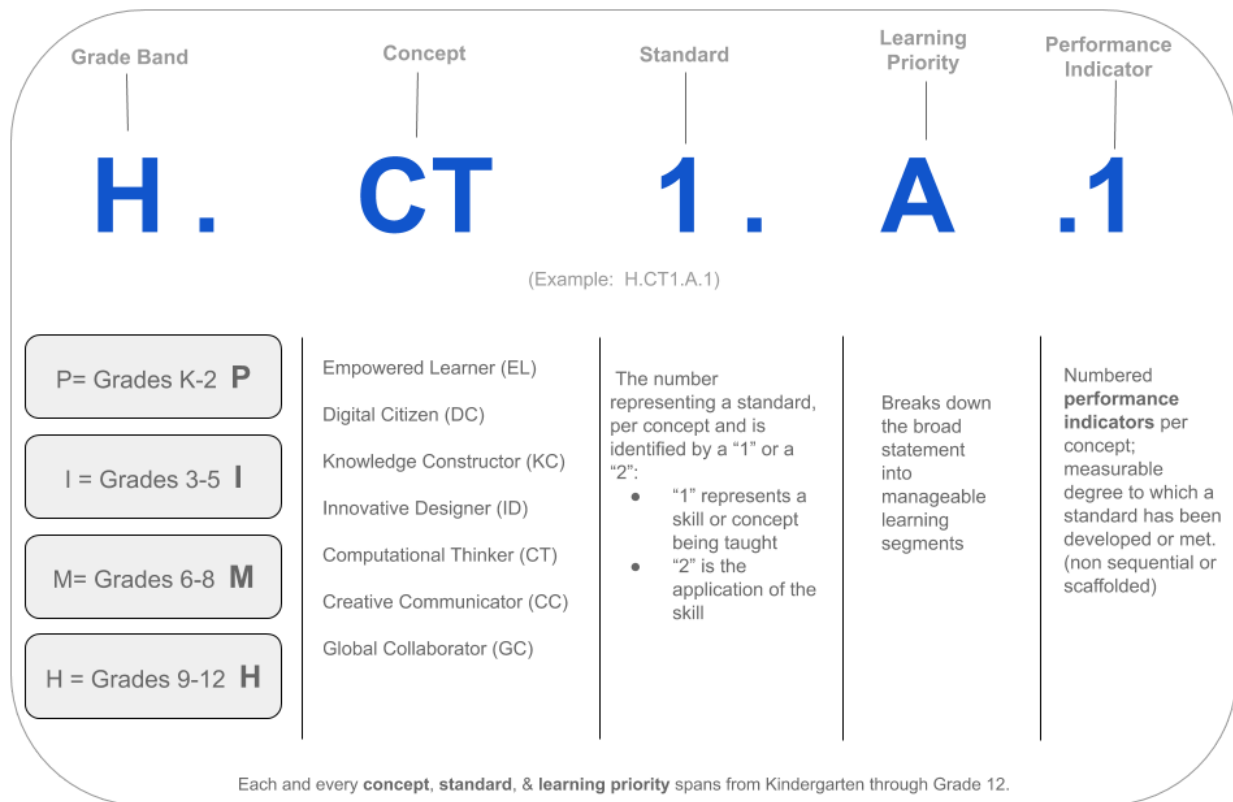 Grade Band
Concept
Standard
Learning
Priority
Performance
Indicator
H . CT 1 . A .1
(Example: H.CT1.A.1)
P= Grades K-2 P
I = Grades 3-5 I
M= Grades 6-8 M
H = Grades 9-12 H
Empowered Learner (EL)
Digital Citizen (DC)
Knowledge Constructor (KC)
Innovative Designer (ID)
Computational Thinker (CT)
Creative Communicator (CC)
Global Collaborator (GC)
The number
representing a standard,
per concept and is
identified by a “1” or a
“2”:
● “1” represents a
skill or concept
being taught
● “2” is the
application of the
skill
Breaks down
the broad
statement
into
manageable
learning
segments
Numbered
performance
indicators per
concept;
measurable
degree to which a
standard has been
developed or met.
(non sequential or
scaffolded)
Each and every concept, standard, & learning priority spans from Kindergarten through Grade 12.